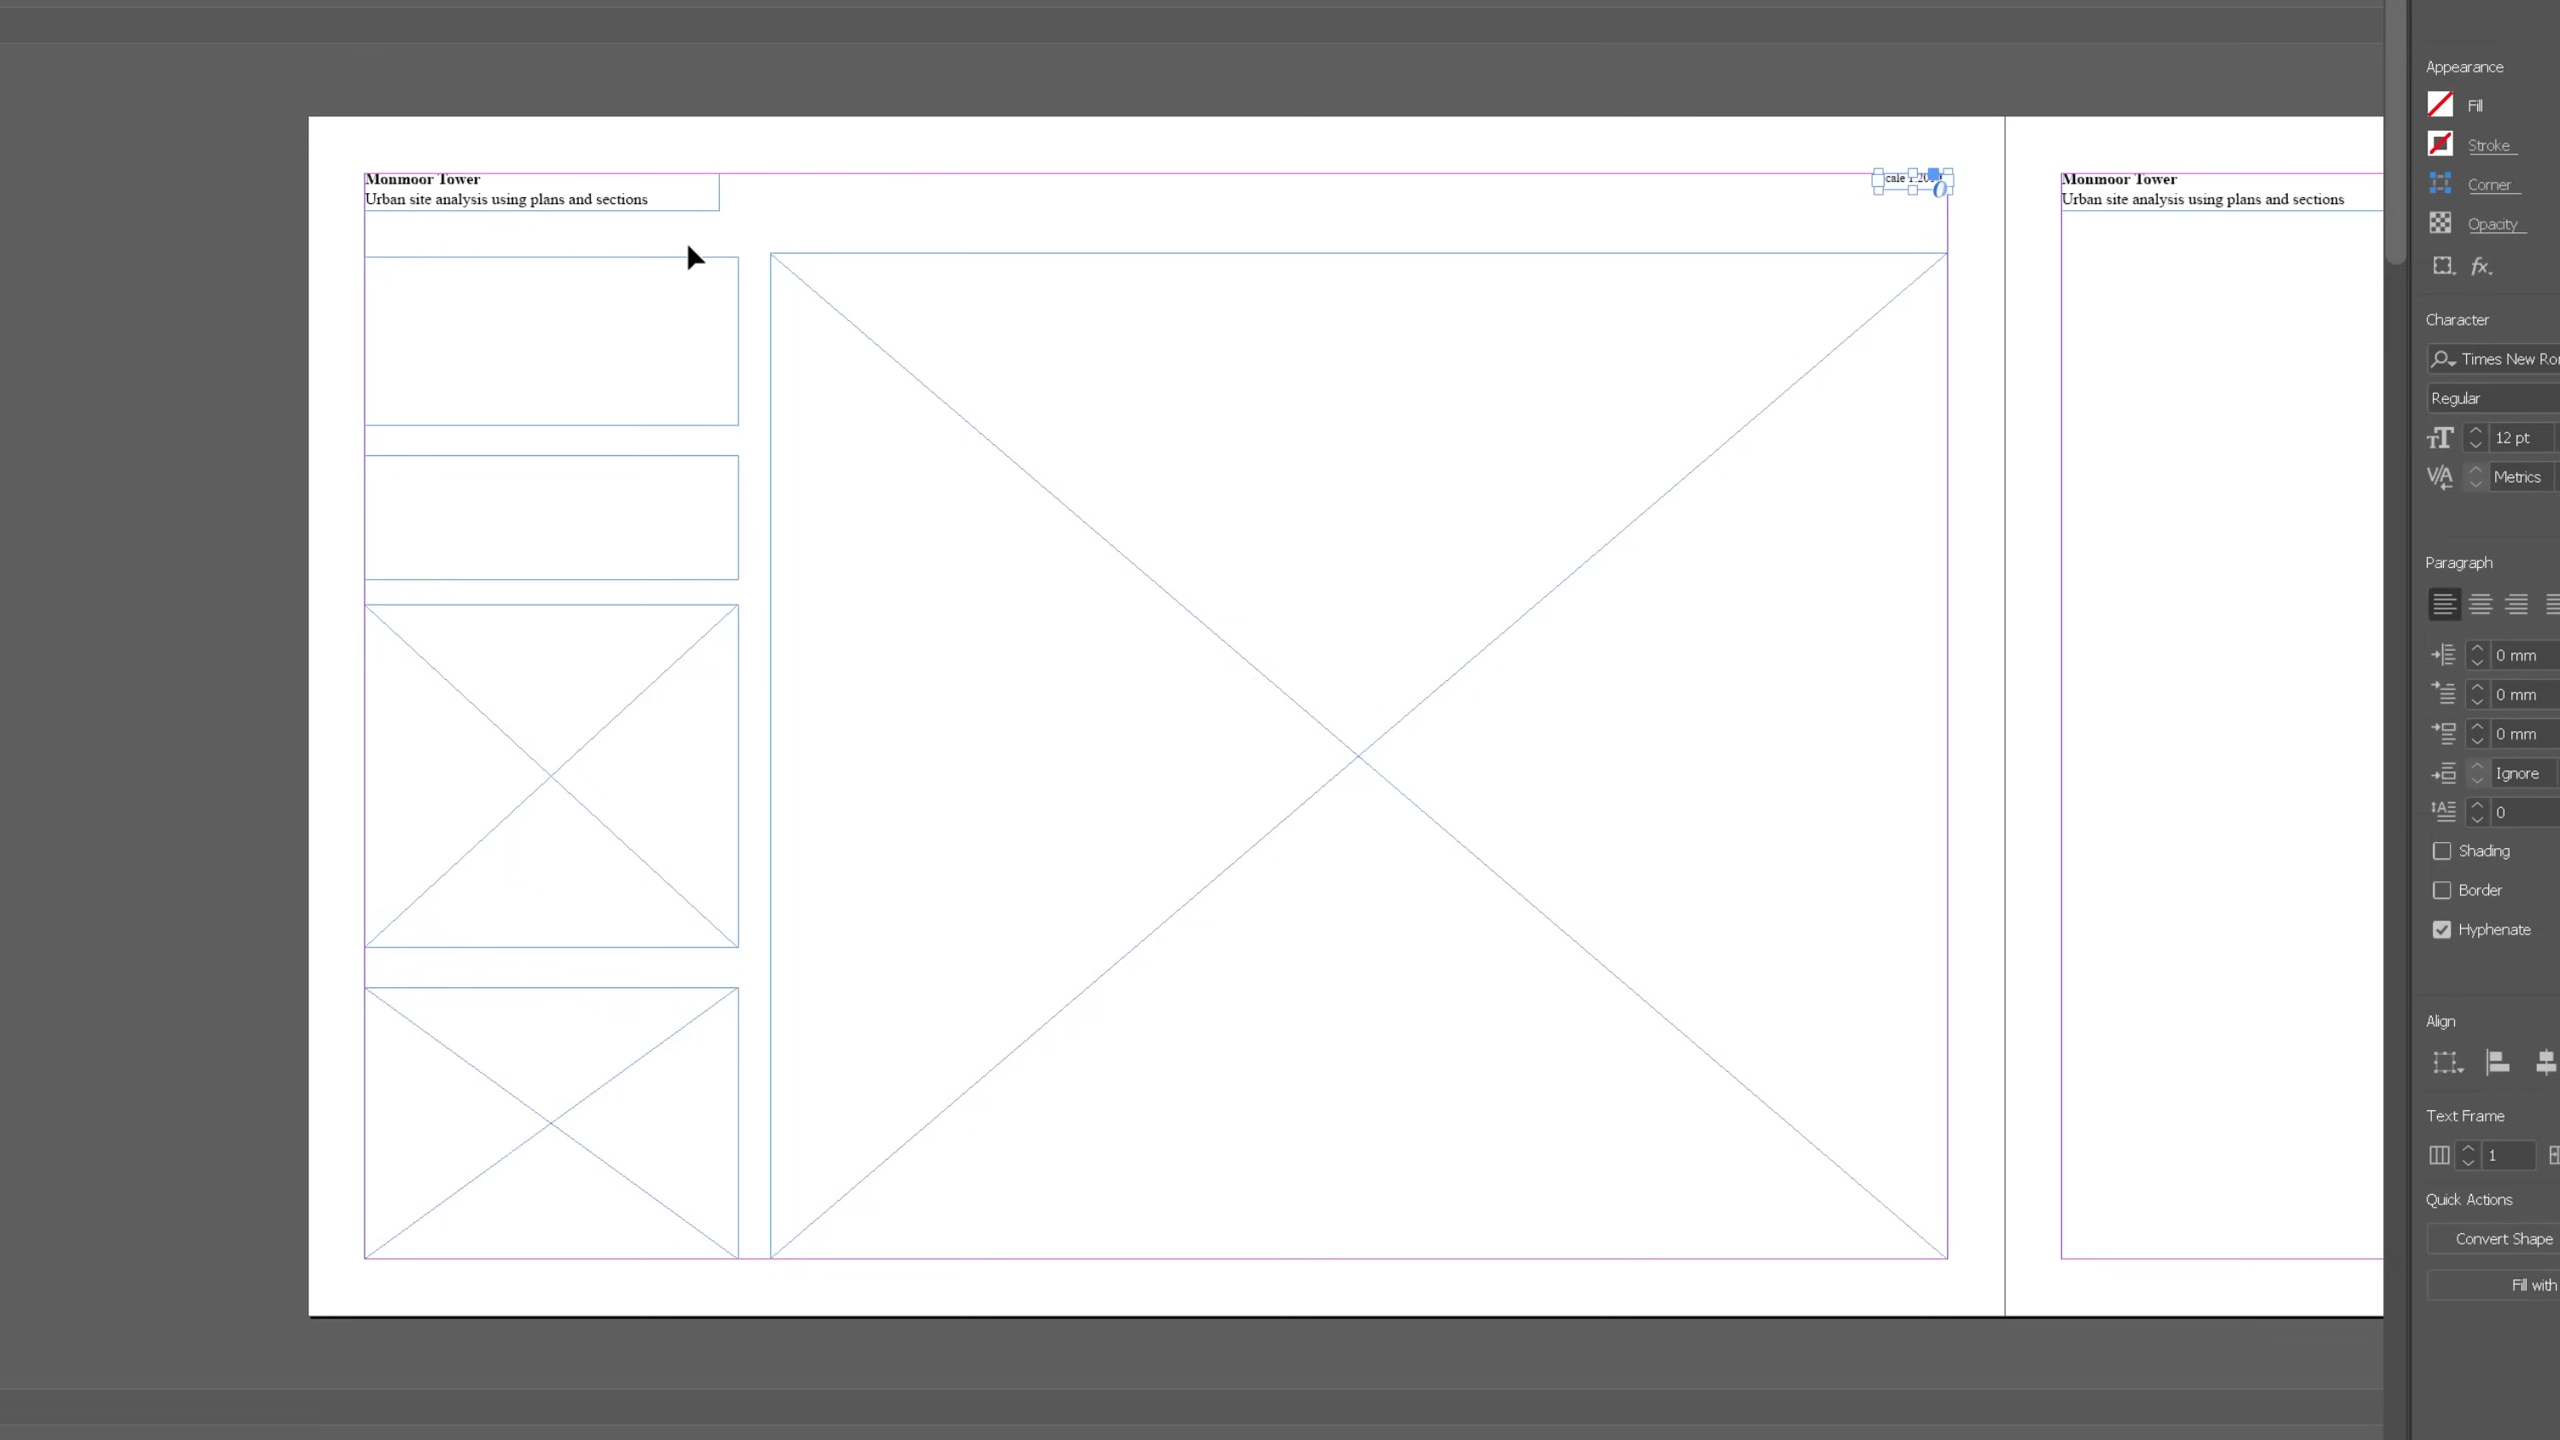 Monmoor Tower
Urban site analysis using plans and sections
Monmoor Tower
Urban site analysis using plans and sections
Appearance
Fill
Stroke
Corner
Opacity
fx.
Character
Times New Ro
Regular
12 pt
Metrics
Paragraph
0 mm
0 mm
0 mm
Ignore
0
Shading
Border
Hyphenate
Align
Text Frame
1
Quick Actions
Convert Shape
Fill with